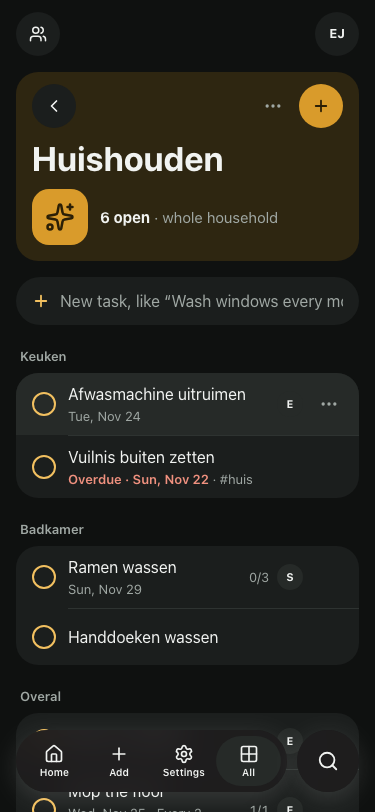 EJ
Huishouden
6 open · whole household
New task, like “Wash windows every mo
Keuken
Afwasmachine uitruimen
E
Tue, Nov 24
Vuilnis buiten zetten
Overdue · Sun, Nov 22 · #huis
Badkamer
Ramen wassen
0/3 S
Sun, Nov 29
Handdoeken wassen
Overal
E
Home
Add
Settings
All
Mop the floor
1/1 E